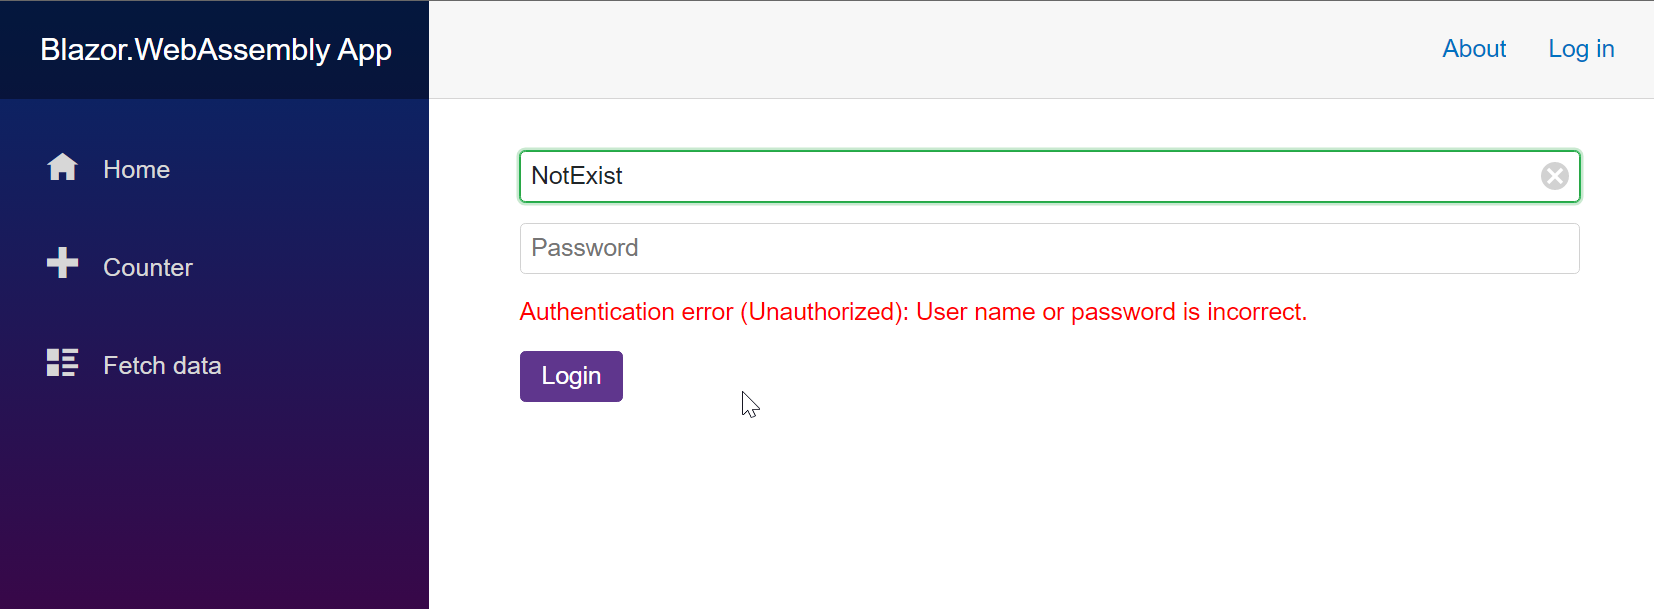 Blazor.WebAssembly App
About
Log in
Home
Counter
Fetch data
NotExist
Password
Authentication error (Unauthorized): User name or password is incorrect.
Login